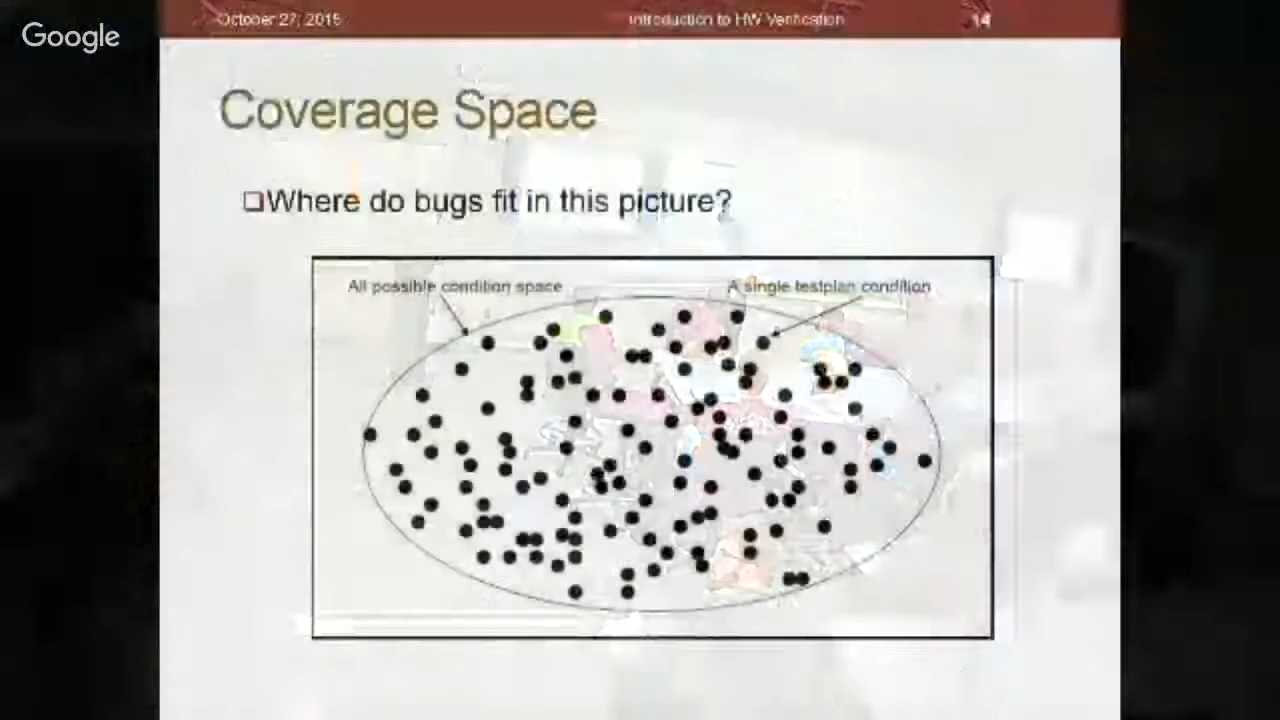 October 27, 2015
Introduction to HW Verification
14
Google
Coverage Space
❑Where do bugs fit in this picture?
All possible condition space
A single testplan condition